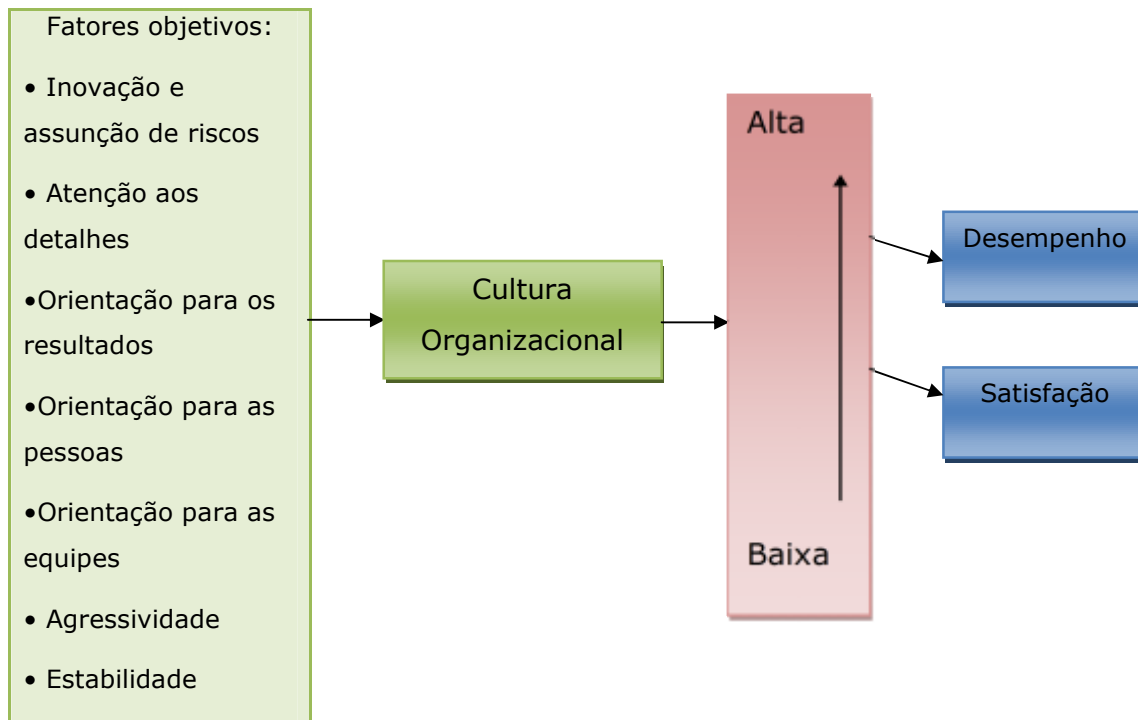 Fatores objetivos:
• Inovação e
assunção de riscos
• Atenção aos
detalhes
•Orientação para os
resultados
•Orientação para as
pessoas
•Orientação para as
equipes
• Agressividade
• Estabilidade
Cultura
Organizacional
Alta
Baixa
Desempenho
Satisfação